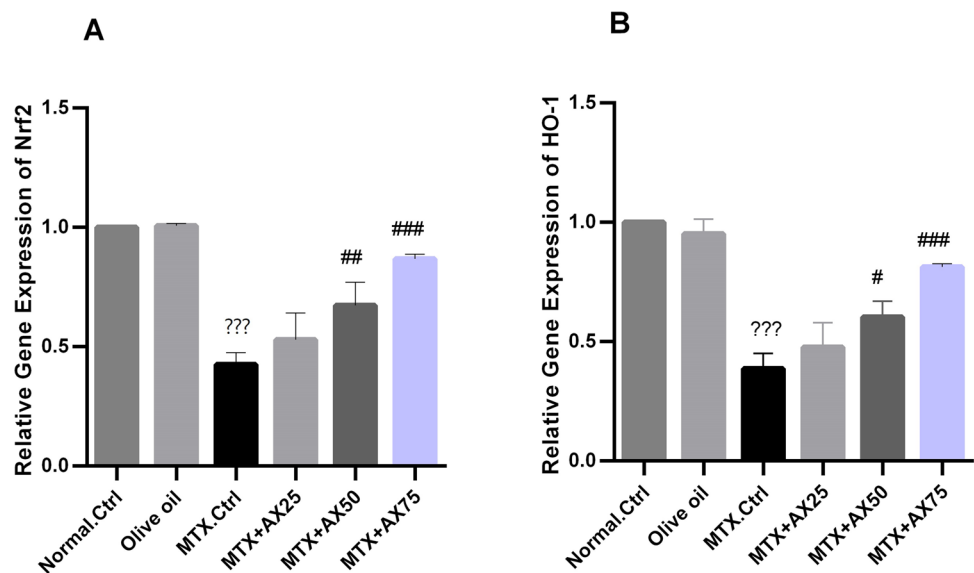 A
Relative Gene Expression of Nrf2
1.5
1.0
0.5
0.0
???
##
###
Normal.Ctrl
Olive oil
MTX.Ctrl
MTX+AX25
MTX+AX50
MTX+AX75
B
Relative Gene Expression of HO-1
1.5
1.0
0.5
0.0
???
#
###
Normal.Ctrl
Olive oil
MTX.Ctrl
MTX+AX25
MTX+AX50
MTX+AX75